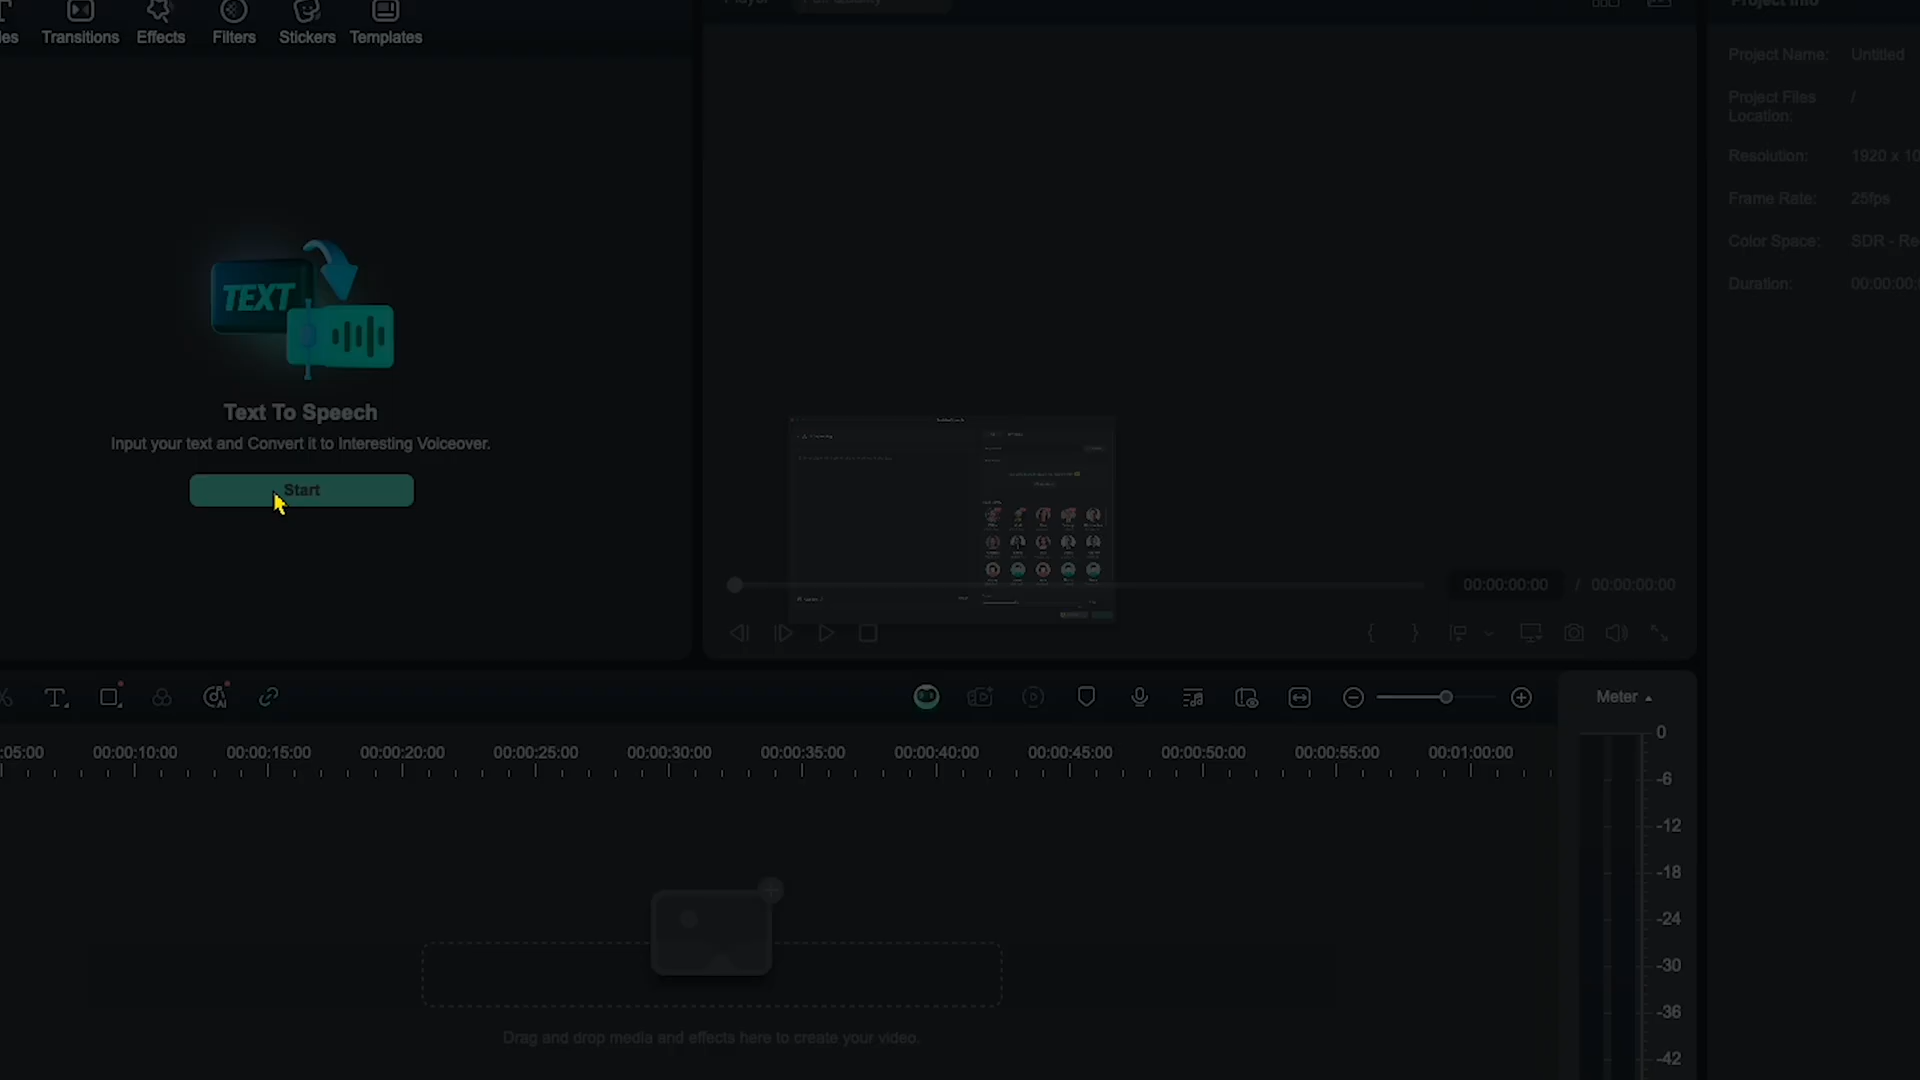 Transitions
Effects
Filters
Stickers
Templates
TEXT
Text To Speech
Input your text and Convert it to Interesting Voiceover.
Start
Project Info
Project Name: Untitled
Project Files Location: /
Resolution: 1920 x 10
Frame Rate: 25fps
Color Space: SDR - Re
Duration: 00:00:00:
00:00:00:00 / 00:00:00:00
{ }
AI
Meter
:05:00 00:00:10:00 00:00:15:00 00:00:20:00 00:00:25:00 00:00:30:00 00:00:35:00 00:00:40:00 00:00:45:00 00:00:50:00 00:00:55:00 00:01:00:00
0
-6
-12
-18
-24
-30
-36
-42
Drag and drop media and effects here to create your video.